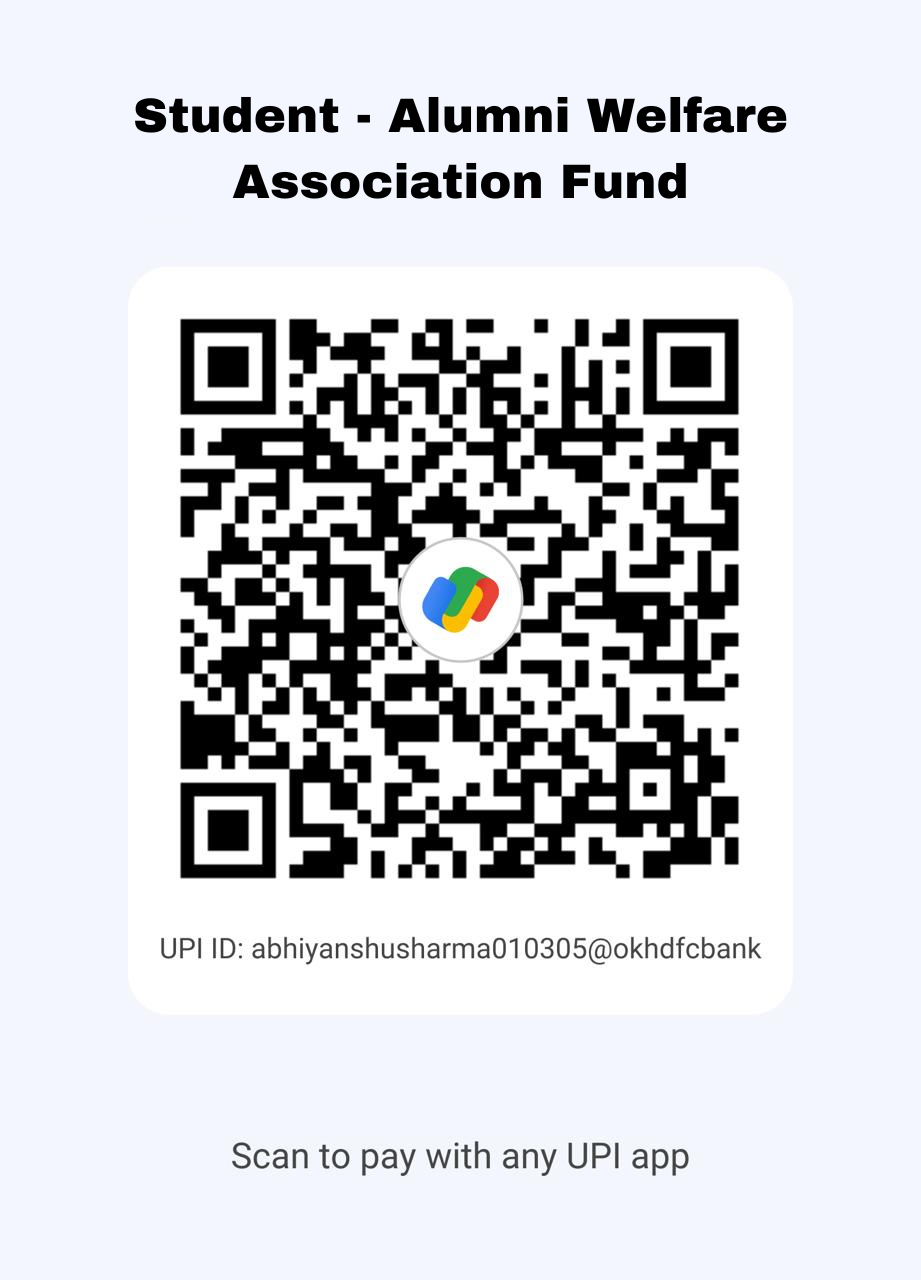 Student - Alumni Welfare
Association Fund
UPI ID: abhiyanshusharma010305@okhdfcbank
Scan to pay with any UPI app